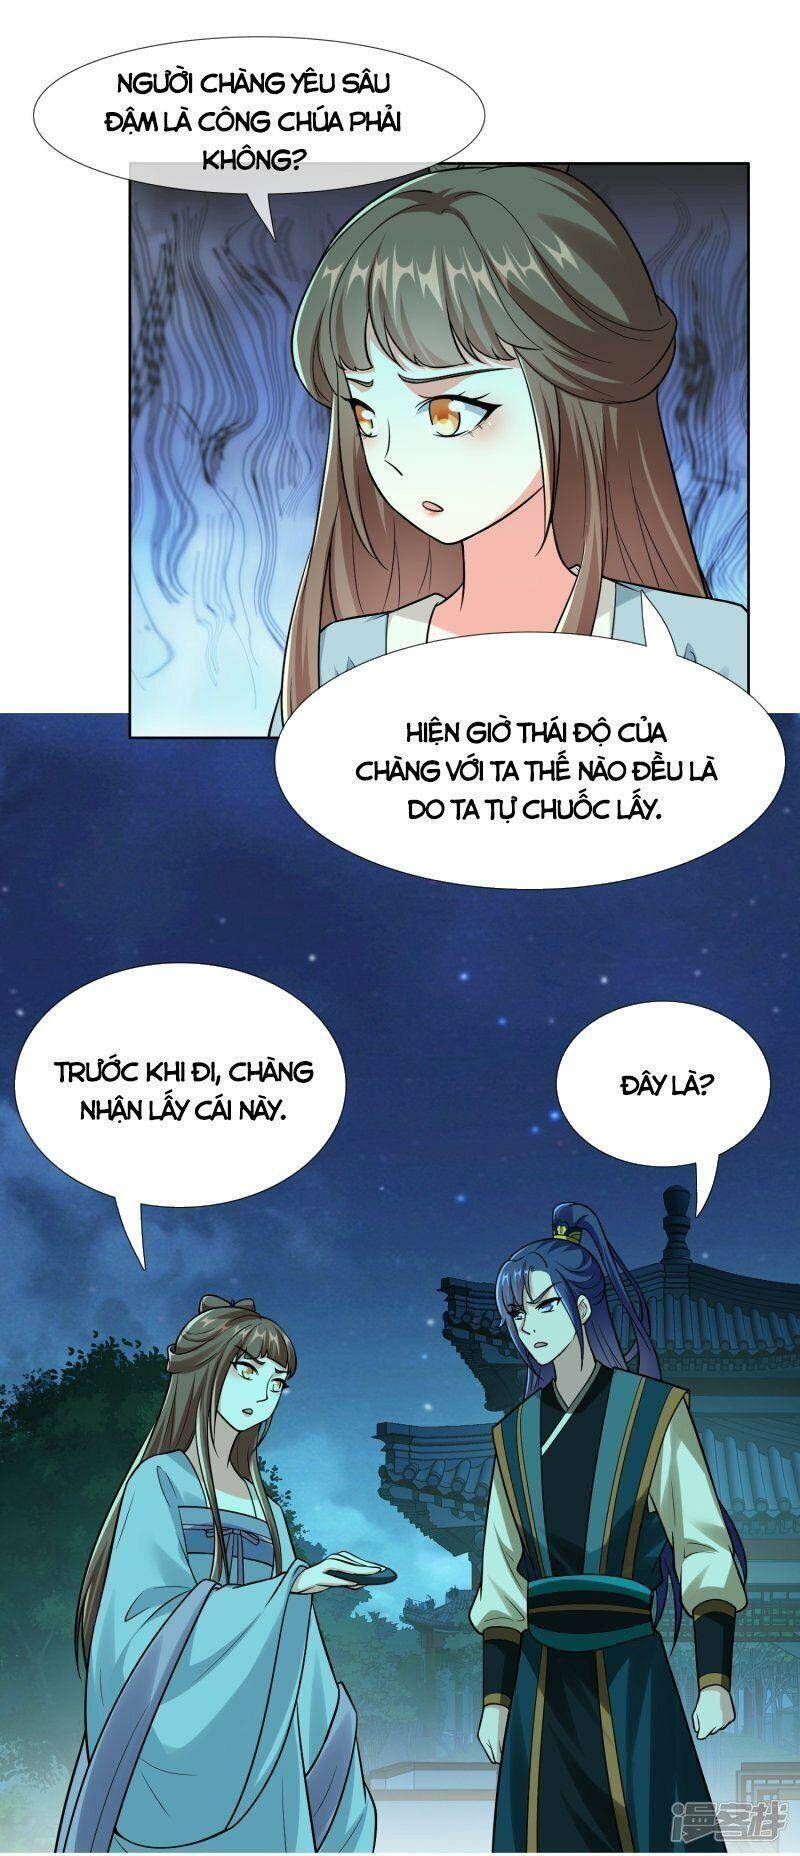 NGƯỜI CHÀNG YÊU SÂU
ĐẬM LÀ CÔNG CHÚA PHẢI
KHÔNG?
HIỆN GIỜ THÁI ĐỘ CỦA
CHÀNG VỚI TA THẾ NÀO ĐỀU LÀ
DO TA TỰ CHUỐC LẤY.
TRƯỚC KHI ĐI, CHÀNG
NHẬN LẤY CÁI NÀY.
ĐÂY LÀ?
漫客栈